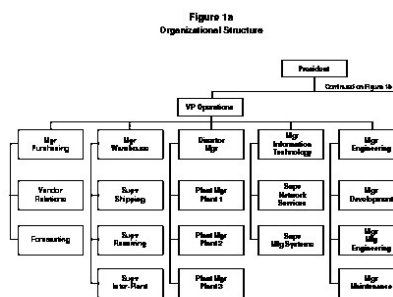 Figure 1a
Organizational Structure
President
Continued on Figure 1b
VP Operations
Mgr
Purchasing
Mgr
Warehouse
Director
Mgr
Mgr
Information
Technology
Mgr
Engineering
Vendor
Relations
Supv
Shipping
Plant Mgr
Plant 1
Supv
Network
Services
Mgr
Development
Forecasting
Supv
Receiving
Plant Mgr
Plant 2
Supv
Mfg Systems
Mgr
Mfg
Engineering
Supv
Inter-Plant
Plant Mgr
Plant 3
Mgr
Maintenance